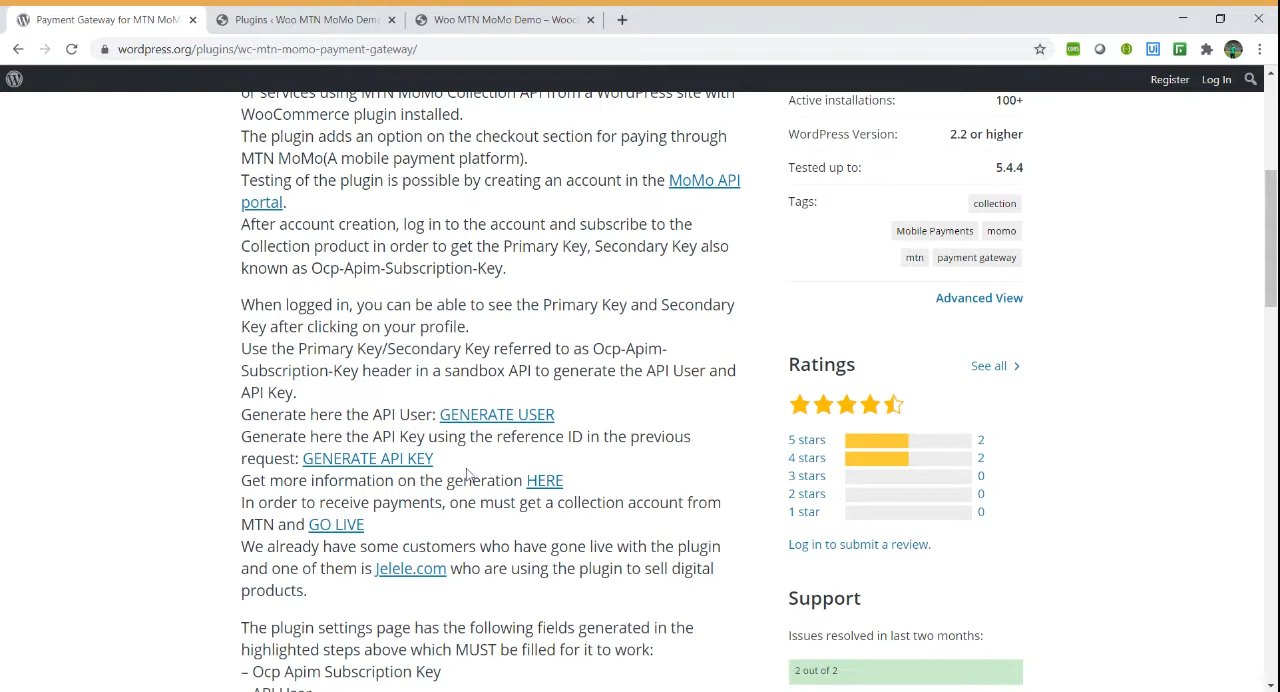 Payment Gateway for MTN MoM
Plugins ‹ Woo MTN MoMo Demo
Woo MTN MoMo Demo – Wooc
wordpress.org/plugins/wc-mtn-momo-payment-gateway/
Register Log In
or services using MTN MoMo Collection API from a WordPress site with
WooCommerce plugin installed.
The plugin adds an option on the checkout section for paying through
MTN MoMo(A mobile payment platform).
Testing of the plugin is possible by creating an account in the MoMo API
portal.
After account creation, log in to the account and subscribe to the
Collection product in order to get the Primary Key, Secondary Key also
known as Ocp-Apim-Subscription-Key.
When logged in, you can be able to see the Primary Key and Secondary
Key after clicking on your profile.
Use the Primary Key/Secondary Key referred to as Ocp-Apim-
Subscription-Key header in a sandbox API to generate the API User and
API Key.
Generate here the API User: GENERATE USER
Generate here the API Key using the reference ID in the previous
request: GENERATE API KEY
Get more information on the generation HERE
In order to receive payments, one must get a collection account from
MTN and GO LIVE
We already have some customers who have gone live with the plugin
and one of them is Jelele.com who are using the plugin to sell digital
products.
The plugin settings page has the following fields generated in the
highlighted steps above which MUST be filled for it to work:
– Ocp Apim Subscription Key
– API User
Active installations: 100+
WordPress Version: 2.2 or higher
Tested up to: 5.4.4
Tags: collection
Mobile Payments momo
mtn payment gateway
Advanced View
Ratings See all
5 stars 2
4 stars 2
3 stars 0
2 stars 0
1 star 0
Log in to submit a review.
Support
Issues resolved in last two months:
2 out of 2